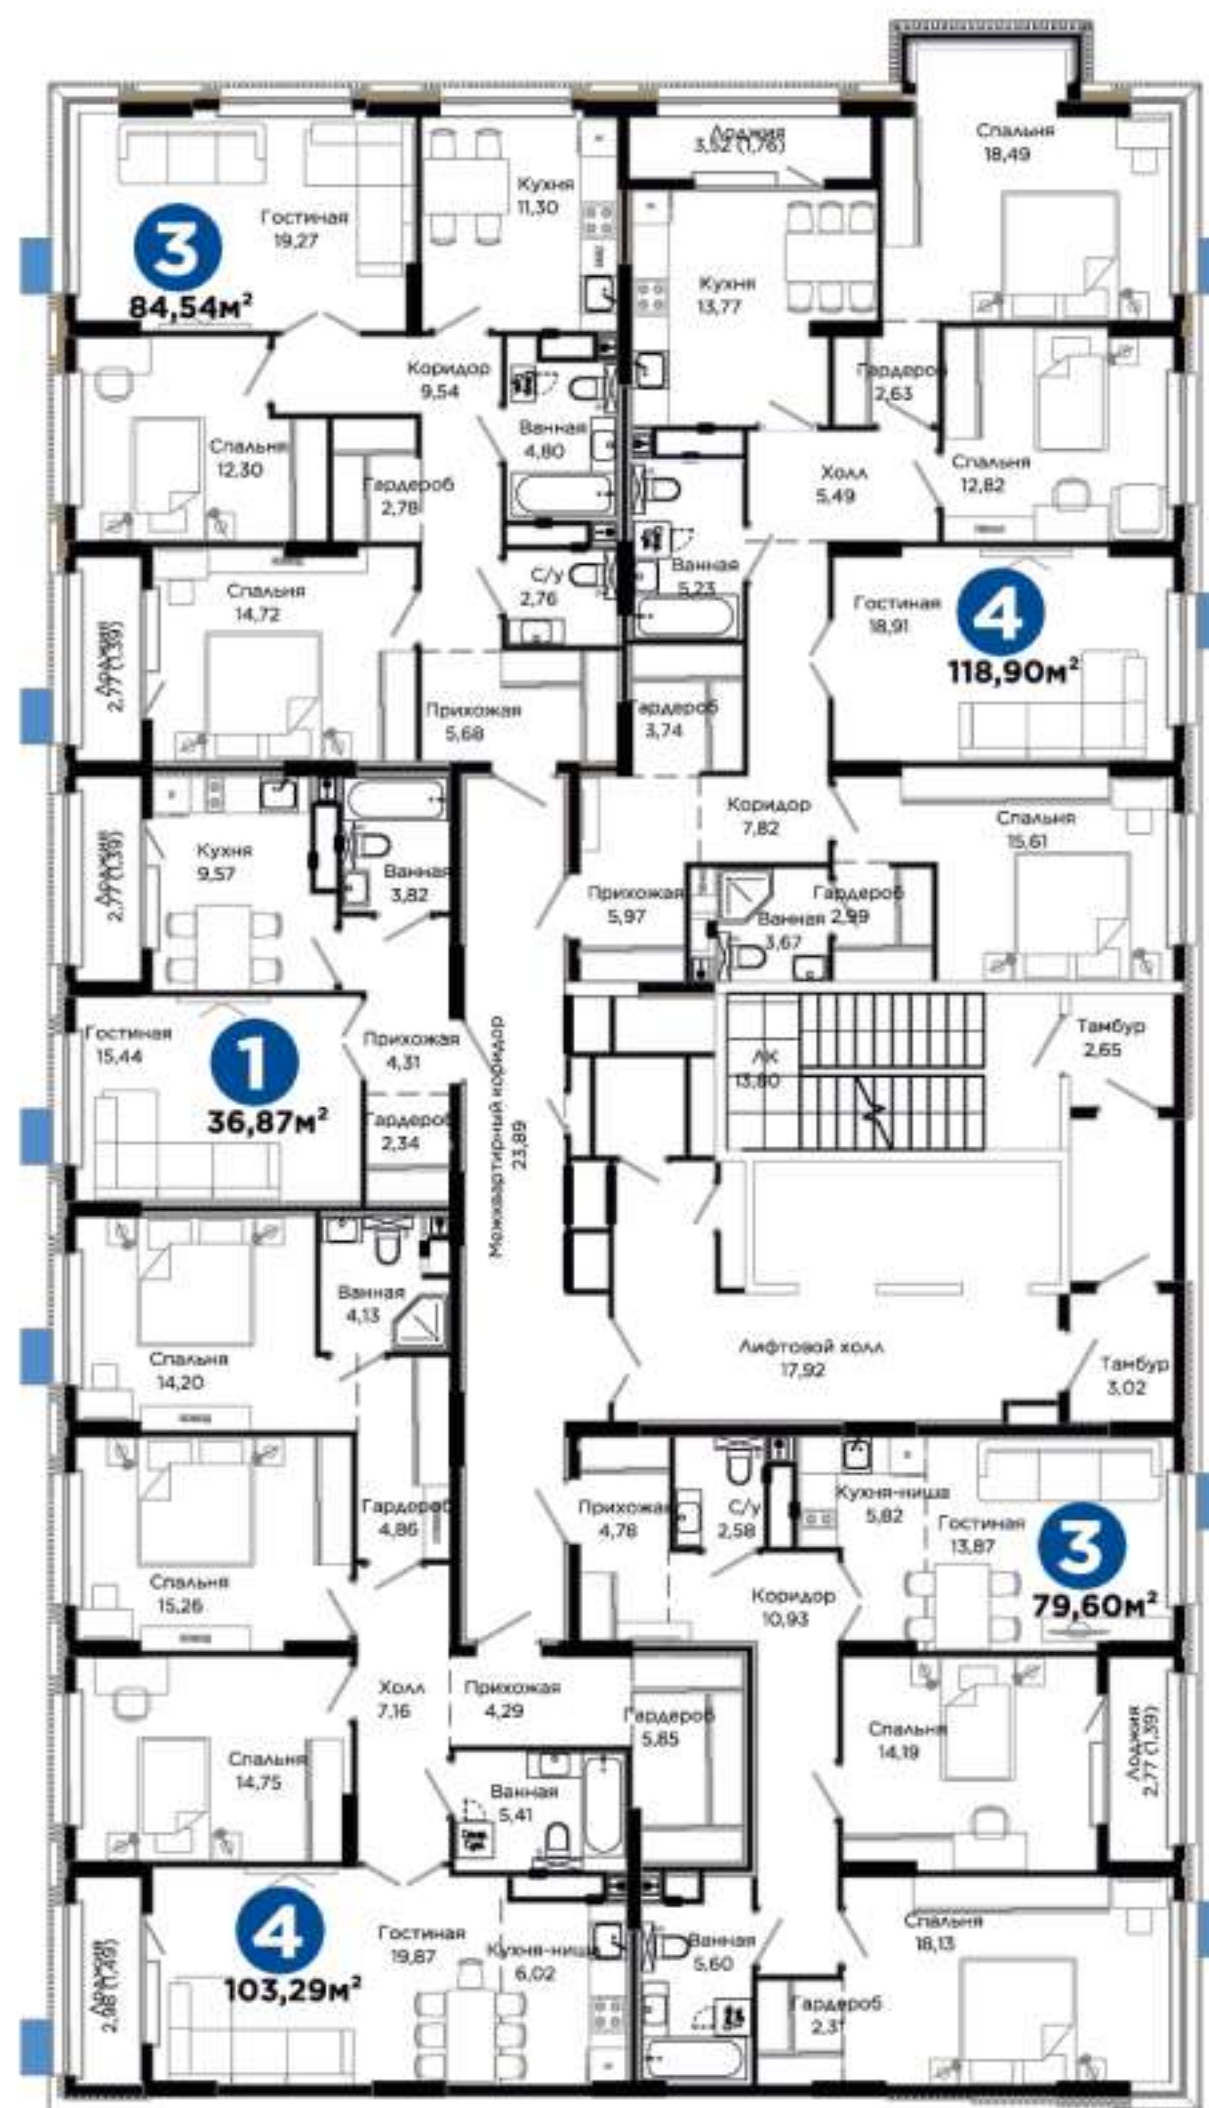 Гостиная
19,27
3
84,54м²
Кухня
11,30
Коридор
9,54
Ванная
4,80
Спальня
12,30
Гардероб
2,78
С/у
2,76
Спальня
14,72
Лоджия
2,77 (1,39)
Прихожая
5,68
Лоджия
3,52 (1,76)
Спальня
18,49
Кухня
13,77
Гардероб
2,63
Спальня
12,82
Холл
5,49
Ванная
5,23
Гостиная
18,91
4
118,90м²
Гардероб
3,74
Коридор
7,82
Спальня
15,61
Прихожая
5,97
Ванная
3,67
Гардероб
2,99
Лоджия
2,77 (1,39)
Кухня
9,57
Ванная
3,82
Гостиная
15,44
1
36,87м²
Прихожая
4,31
Гардероб
2,34
Межквартирный коридор
23,89
ЛК
13,80
Тамбур
2,65
Лифтовой холл
17,92
Тамбур
3,02
Ванная
4,13
Спальня
14,20
Гардероб
4,86
Спальня
15,26
Холл
7,16
Прихожая
4,29
Спальня
14,75
Ванная
5,41
4
103,29м²
Гостиная
19,87
Кухня-ниша
6,02
Лоджия
2,98 (1,49)
Прихожая
4,78
С/у
2,58
Кухня-ниша
5,82
Гостиная
13,87
3
79,60м²
Коридор
10,93
Гардероб
5,85
Спальня
14,19
Лоджия
2,77 (1,39)
Ванная
5,60
Спальня
18,13
Гардероб
2,31